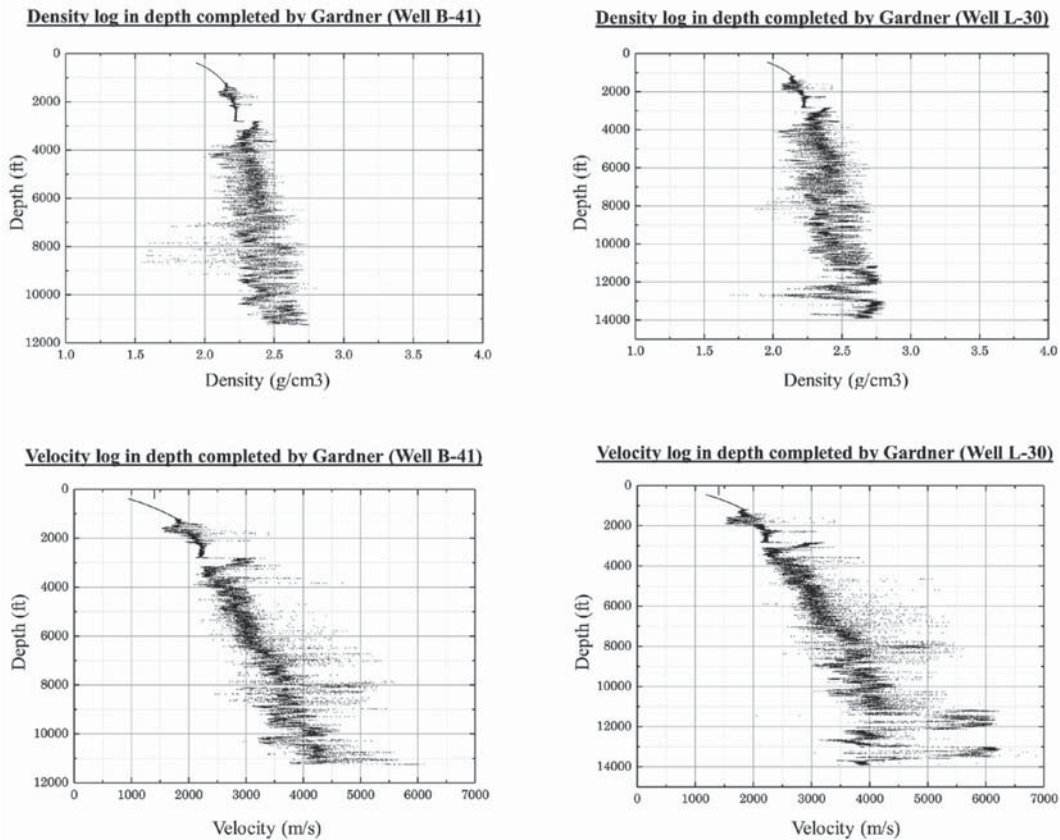 Density log in depth completed by Gardner (Well B-41)
0
2000
4000
6000
8000
10000
12000
Depth (ft)
1.0 1.5 2.0 2.5 3.0 3.5 4.0
Density (g/cm3)
Density log in depth completed by Gardner (Well L-30)
0
2000
4000
6000
8000
10000
12000
14000
Depth (ft)
1.0 1.5 2.0 2.5 3.0 3.5 4.0
Density (g/cm3)
Velocity log in depth completed by Gardner (Well B-41)
0
2000
4000
6000
8000
10000
12000
Depth (ft)
0 1000 2000 3000 4000 5000 6000 7000
Velocity (m/s)
Velocity log in depth completed by Gardner (Well L-30)
0
2000
4000
6000
8000
10000
12000
14000
Depth (ft)
0 1000 2000 3000 4000 5000 6000 7000
Velocity (m/s)